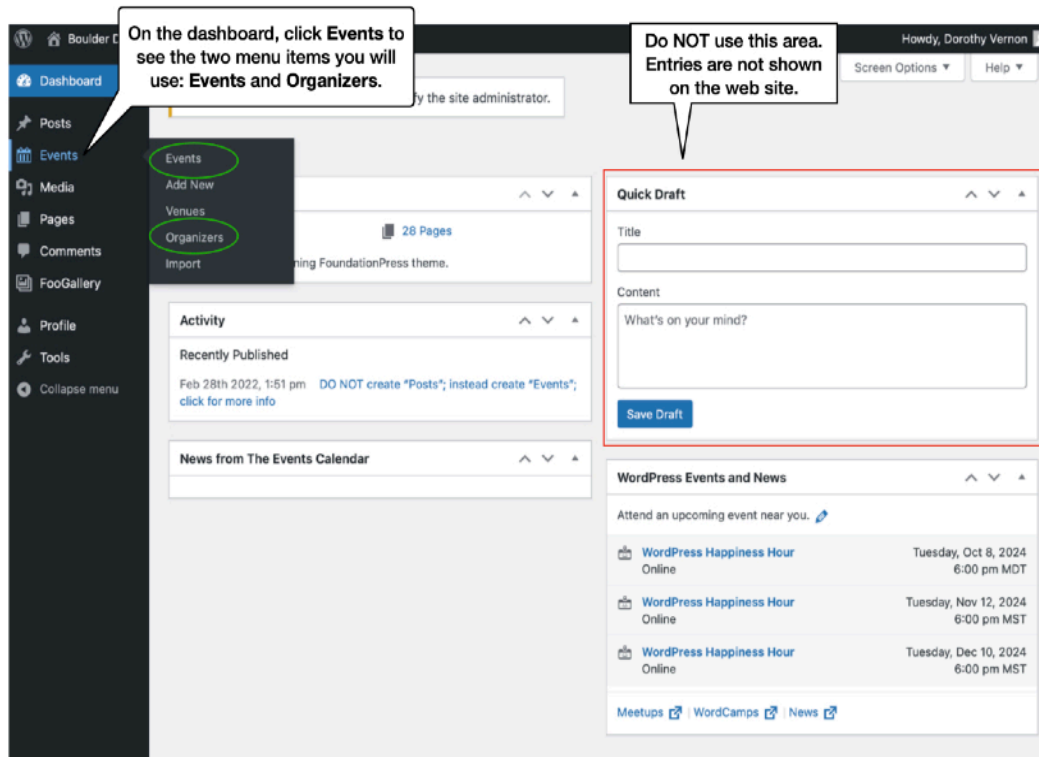 Boulder D
Howdy, Dorothy Vernon
On the dashboard, click Events to
see the two menu items you will
use: Events and Organizers.
Do NOT use this area.
Entries are not shown
on the web site.
Screen Options ▼
Help ▼
fy the site administrator.
Dashboard
Posts
Events
Media
Pages
Comments
FooGallery
Profile
Tools
Collapse menu
Events
Add New
Venues
Organizers
Import
28 Pages
ning FoundationPress theme.
Activity
Recently Published
Feb 28th 2022, 1:51 pm DO NOT create "Posts"; instead create "Events";
click for more info
News from The Events Calendar
Quick Draft
Title
Content
What's on your mind?
Save Draft
WordPress Events and News
Attend an upcoming event near you.
WordPress Happiness Hour Tuesday, Oct 8, 2024
Online 6:00 pm MDT
WordPress Happiness Hour Tuesday, Nov 12, 2024
Online 6:00 pm MST
WordPress Happiness Hour Tuesday, Dec 10, 2024
Online 6:00 pm MST
Meetups | WordCamps | News